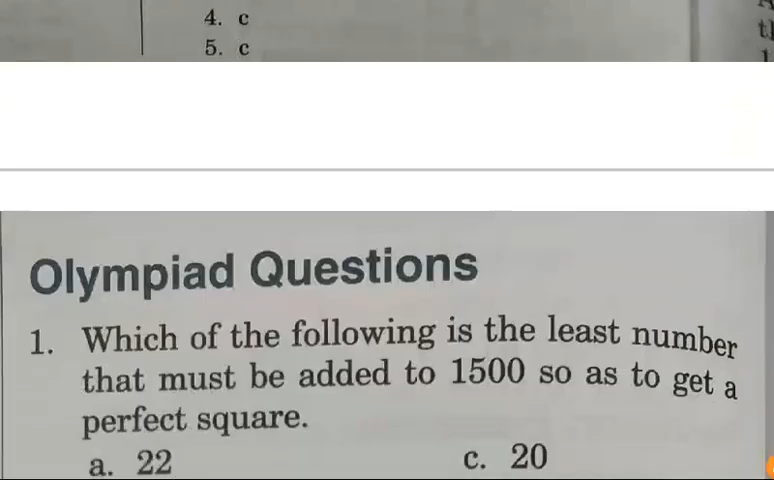 4. c
5. c
Olympiad Questions
1. Which of the following is the least number
that must be added to 1500 so as to get a
perfect square.
a. 22 c. 20